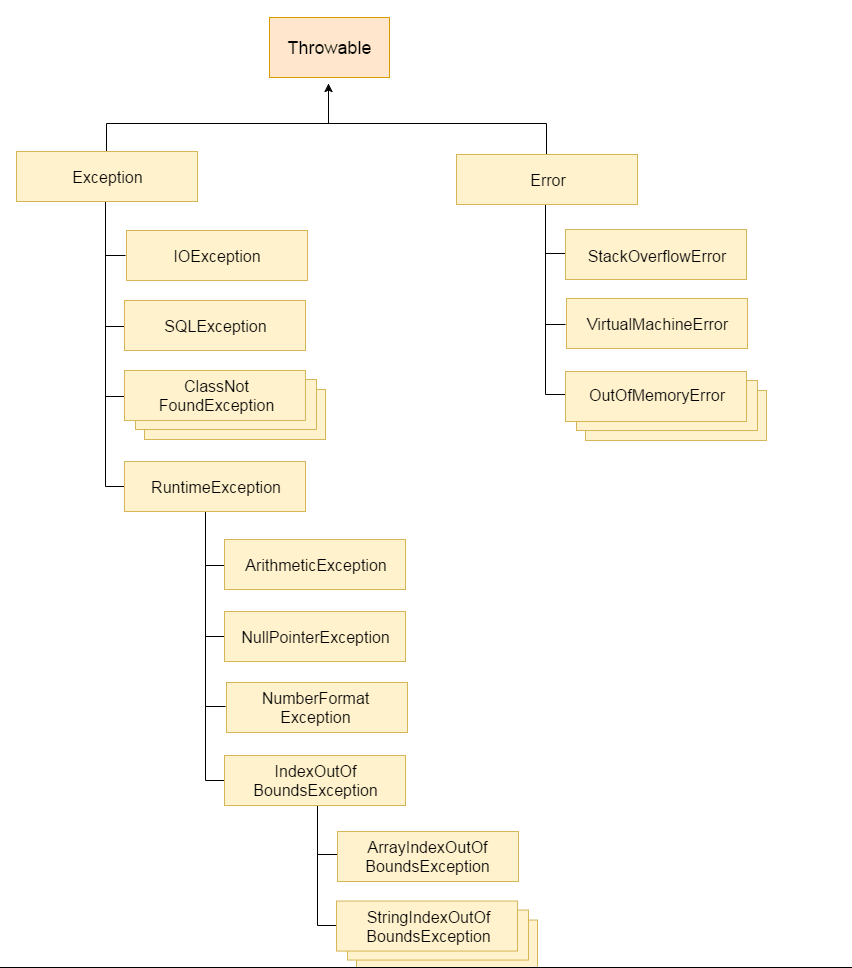 Throwable
Exception
Error
IOException
StackOverflowError
SQLException
VirtualMachineError
ClassNot
FoundException
OutOfMemoryError
RuntimeException
ArithmeticException
NullPointerException
NumberFormat
Exception
IndexOutOf
BoundsException
ArrayIndexOutOf
BoundsException
StringIndexOutOf
BoundsException